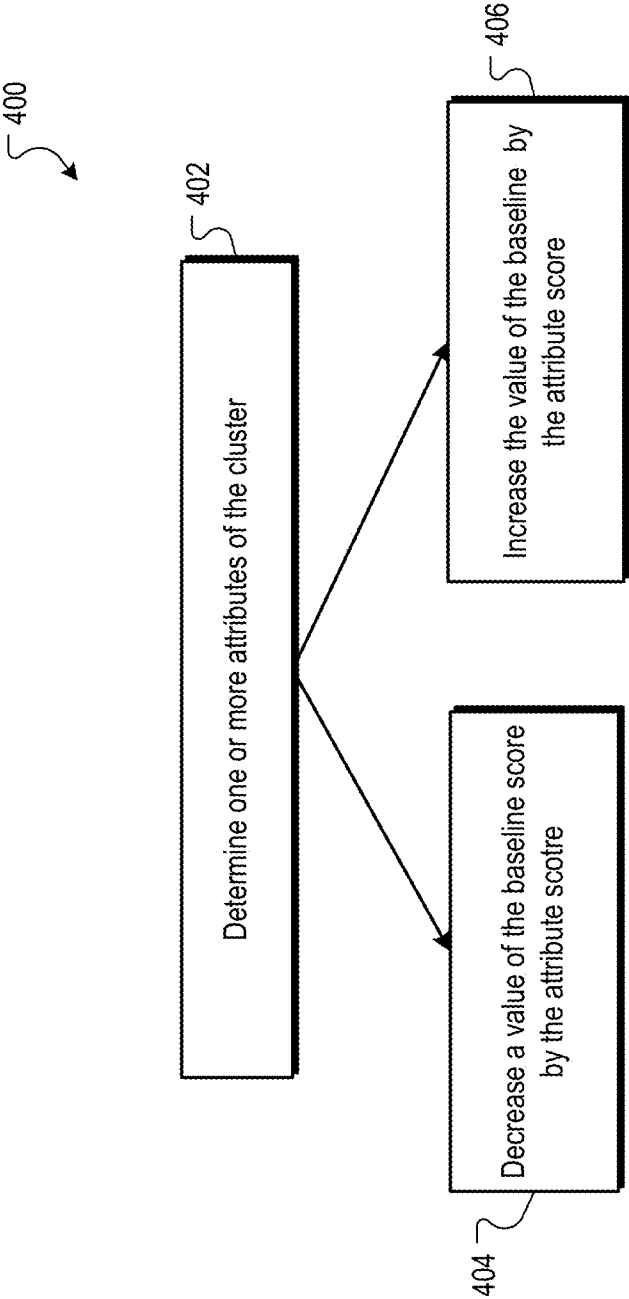 400
402
Determine one or more attributes of the cluster
404
Decrease a value of the baseline score
by the attribute scotre
406
Increase the value of the baseline by
the attribute score